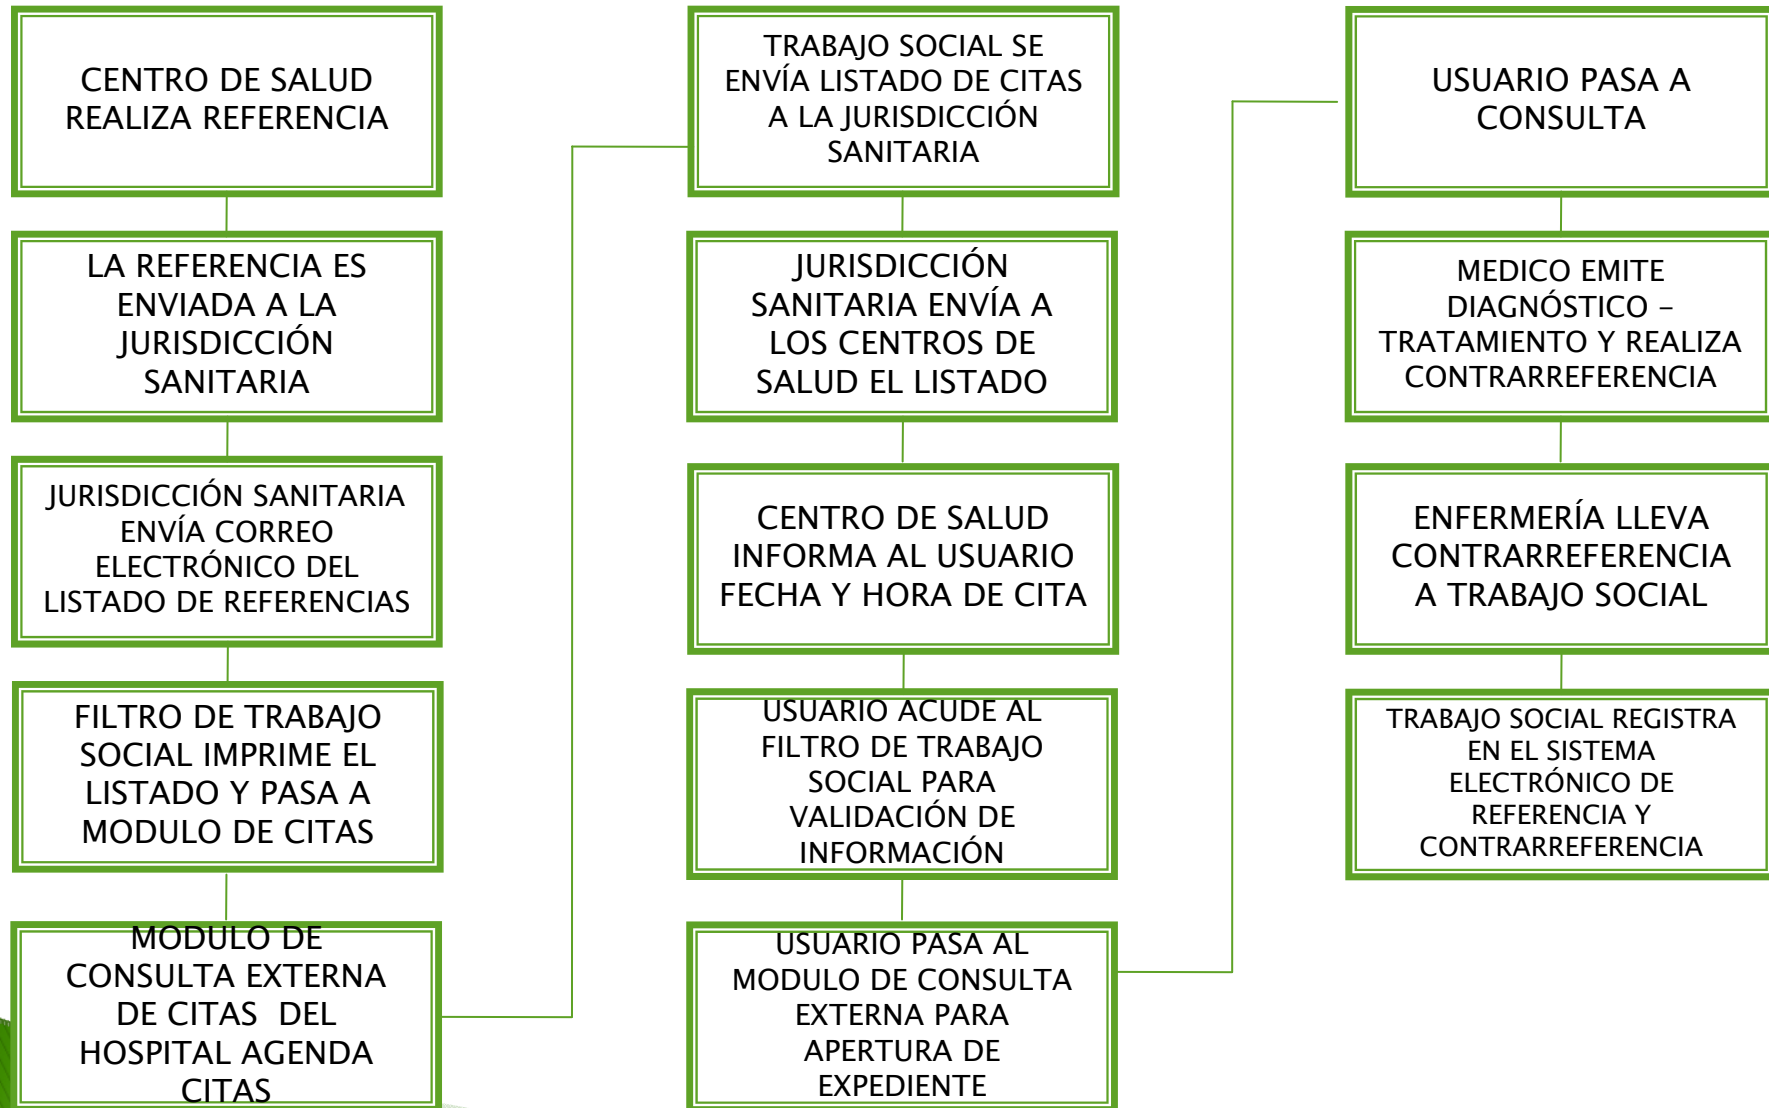 CENTRO DE SALUD
REALIZA REFERENCIA
LA REFERENCIA ES
ENVIADA A LA
JURISDICCIÓN
SANITARIA
JURISDICCIÓN SANITARIA
ENVÍA CORREO
ELECTRÓNICO DEL
LISTADO DE REFERENCIAS
FILTRO DE TRABAJO
SOCIAL IMPRIME EL
LISTADO Y PASA A
MODULO DE CITAS
MODULO DE
CONSULTA EXTERNA
DE CITAS DEL
HOSPITAL AGENDA
CITAS
TRABAJO SOCIAL SE
ENVÍA LISTADO DE CITAS
A LA JURISDICCIÓN
SANITARIA
JURISDICCIÓN
SANITARIA ENVÍA A
LOS CENTROS DE
SALUD EL LISTADO
CENTRO DE SALUD
INFORMA AL USUARIO
FECHA Y HORA DE CITA
USUARIO ACUDE AL
FILTRO DE TRABAJO
SOCIAL PARA
VALIDACIÓN DE
INFORMACIÓN
USUARIO PASA AL
MODULO DE CONSULTA
EXTERNA PARA
APERTURA DE
EXPEDIENTE
USUARIO PASA A
CONSULTA
MEDICO EMITE
DIAGNÓSTICO –
TRATAMIENTO Y REALIZA
CONTRARREFERENCIA
ENFERMERÍA LLEVA
CONTRARREFERENCIA
A TRABAJO SOCIAL
TRABAJO SOCIAL REGISTRA
EN EL SISTEMA
ELECTRÓNICO DE
REFERENCIA Y
CONTRARREFERENCIA